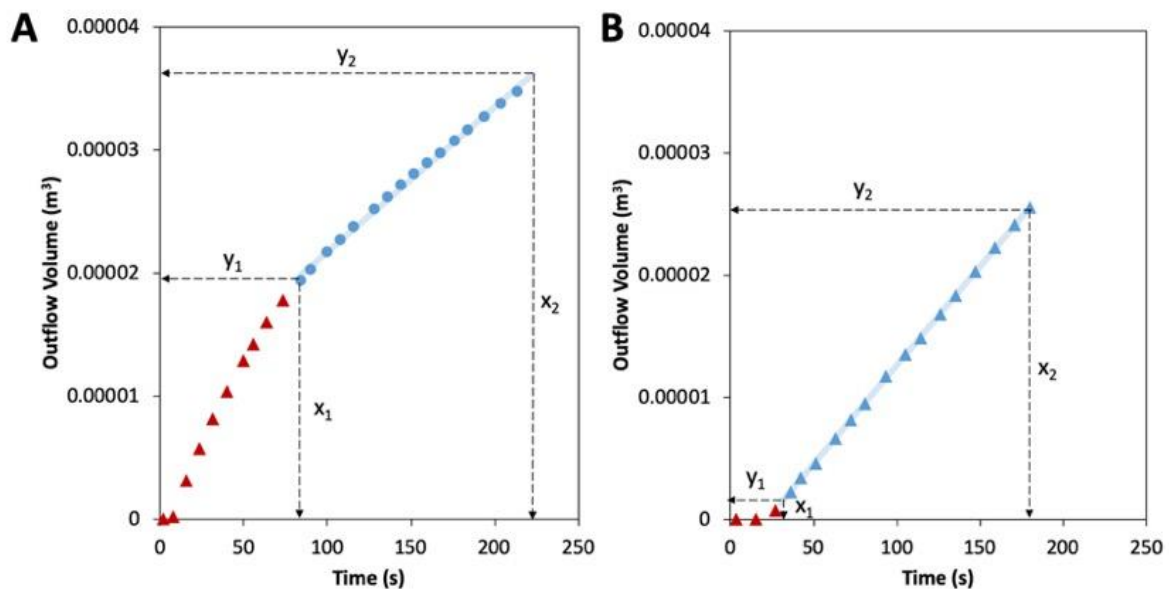 A
Outflow Volume (m³)
0.00004
0.00003
0.00002
0.00001
0
y₂
y₁
x₂
x₁
0 50 100 150 200 250
Time (s)
B
Outflow Volume (m³)
0.00004
0.00003
0.00002
0.00001
0
y₂
x₂
y₁
x₁
0 50 100 150 200 250
Time (s)